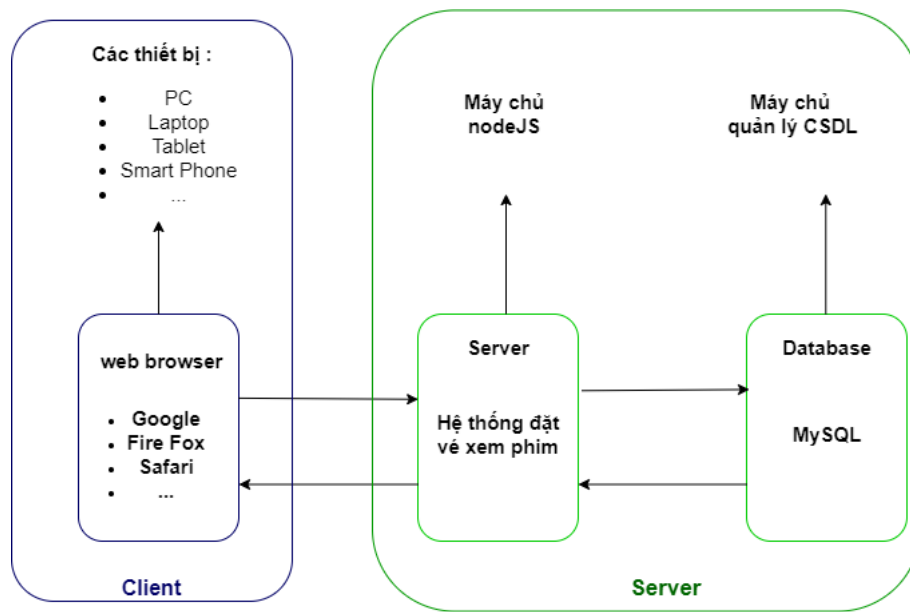 Các thiết bị :
PC
Laptop
Tablet
Smart Phone
...
web browser
Google
Fire Fox
Safari
...
Client
Máy chủ
nodeJS
Máy chủ
quản lý CSDL
Server
Hệ thống đặt
vé xem phim
Database
MySQL
Server